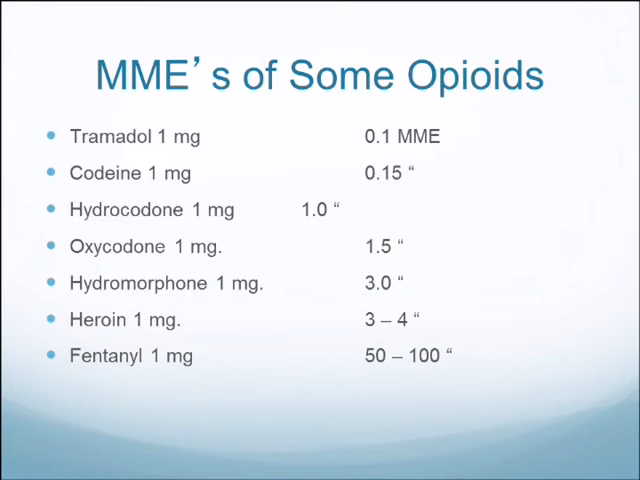 MME's of Some Opioids
• Tramadol 1 mg 0.1 MME
• Codeine 1 mg 0.15 “
• Hydrocodone 1 mg 1.0 “
• Oxycodone 1 mg. 1.5 “
• Hydromorphone 1 mg. 3.0 “
• Heroin 1 mg. 3 – 4 “
• Fentanyl 1 mg 50 – 100 “